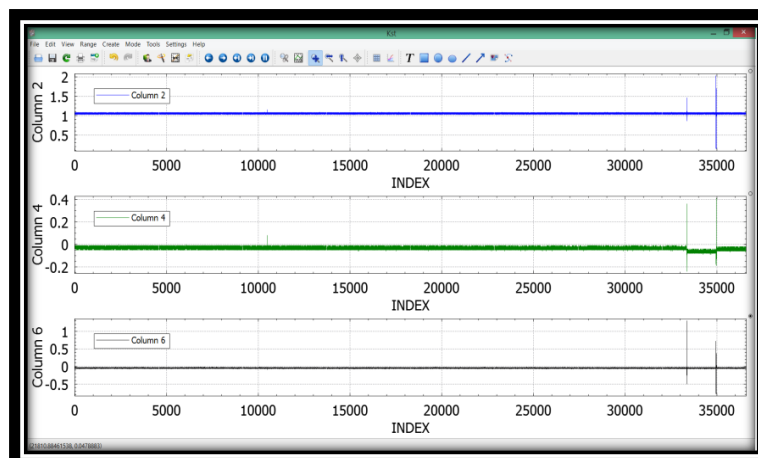 Kst
File Edit View Range Create Mode Tools Settings Help
T
Column 2
2
1.5
1
0.5
Column 2
0 5000 10000 15000 20000 25000 30000 35000
INDEX
Column 4
0.4
0.2
0
-0.2
Column 4
0 5000 10000 15000 20000 25000 30000 35000
INDEX
Column 6
1
0.5
0
-0.5
Column 6
0 5000 10000 15000 20000 25000 30000 35000
INDEX